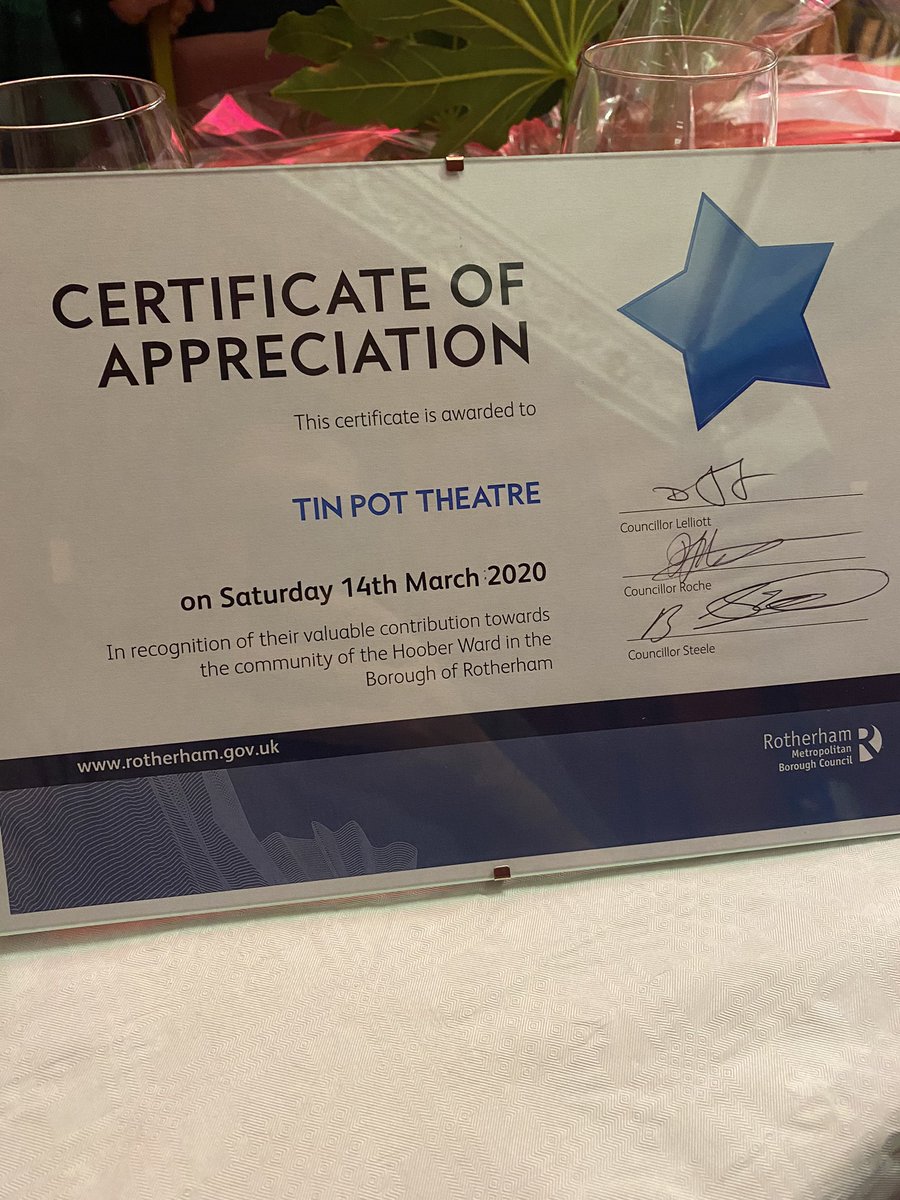 CERTIFICATE OF
APPRECIATION
This certificate is awarded to
TIN POT THEATRE
on Saturday 14th March 2020
In recognition of their valuable contribution towards
the community of the Hoober Ward in the
Borough of Rotherham
Councillor Lelliott
Councillor Roche
Councillor Steele
www.rotherham.gov.uk
Rotherham
Metropolitan
Borough Council